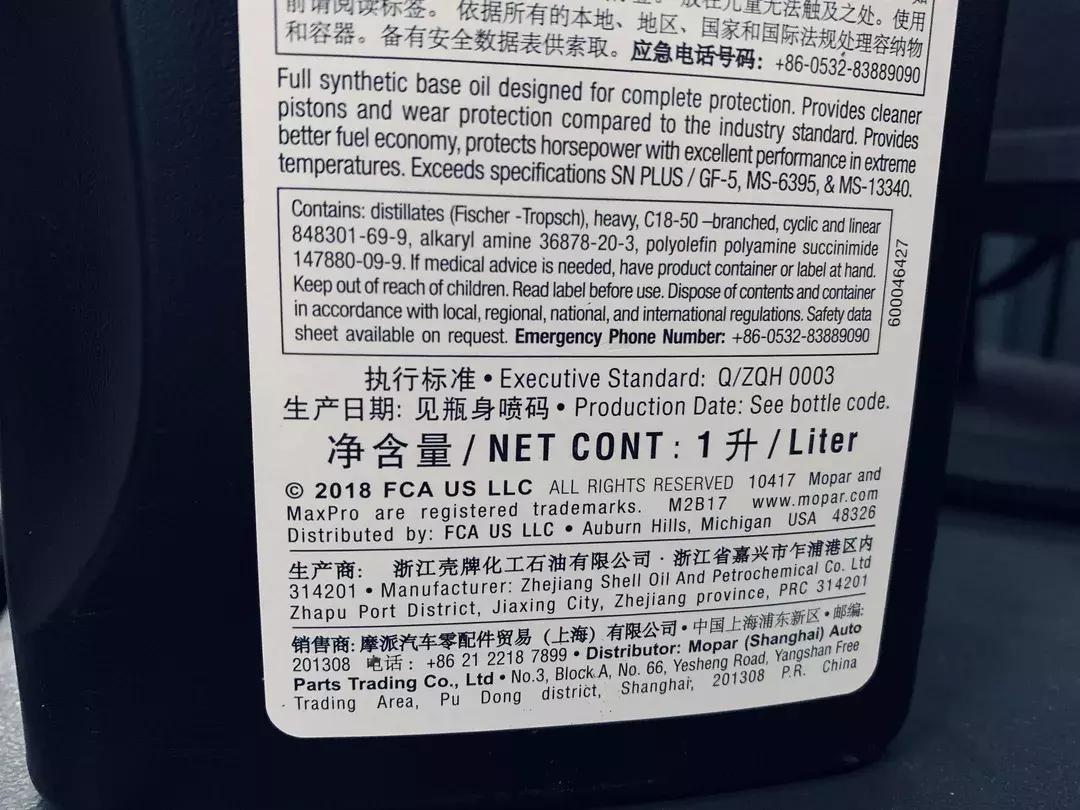 前请阅读标签。 放在儿童无法触及之处。使用
依据所有的本地、地区、国家和国际法规处理容纳物
和容器。备有安全数据表供索取。应急电话号码：+86-0532-83889090
Full synthetic base oil designed for complete protection. Provides cleaner
pistons and wear protection compared to the industry standard. Provides
better fuel economy, protects horsepower with excellent performance in extreme
temperatures. Exceeds specifications SN PLUS / GF-5, MS-6395, & MS-13340.
Contains: distillates (Fischer -Tropsch), heavy, C18-50 –branched, cyclic and linear
848301-69-9, alkaryl amine 36878-20-3, polyolefin polyamine succinimide
147880-09-9. If medical advice is needed, have product container or label at hand.
Keep out of reach of children. Read label before use. Dispose of contents and container
in accordance with local, regional, national, and international regulations. Safety data
sheet available on request. Emergency Phone Number: +86-0532-83889090
600046427
执行标准 • Executive Standard: Q/ZQH 0003
生产日期: 见瓶身喷码 • Production Date: See bottle code.
净含量 / NET CONT : 1 升 / Liter
© 2018 FCA US LLC ALL RIGHTS RESERVED 10417 Mopar and
MaxPro are registered trademarks. M2B17 www.mopar.com
Distributed by: FCA US LLC • Auburn Hills, Michigan USA 48326
生产商: 浙江壳牌化工石油有限公司 · 浙江省嘉兴市乍浦港区内
314201 • Manufacturer: Zhejiang Shell Oil And Petrochemical Co. Ltd
Zhapu Port District, Jiaxing City, Zhejiang province, PRC 314201
销售商: 摩派汽车零配件贸易（上海）有限公司 • 中国上海浦东新区 • 邮编:
201308 电话: +86 21 2218 7899 • Distributor: Mopar (Shanghai) Auto
Parts Trading Co., Ltd • No.3, Block A, No. 66, Yesheng Road, Yangshan Free
Trading Area, Pu Dong district, Shanghai, 201308 P.R. China